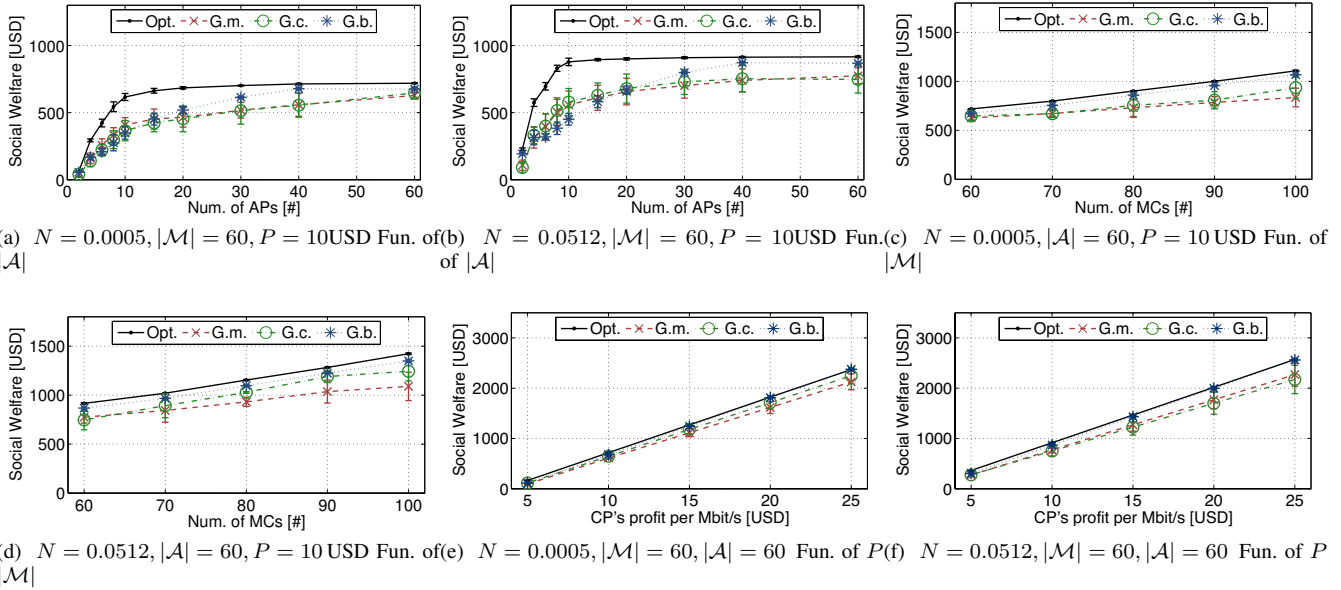 Opt. G.m. G.c. G.b.
Social Welfare [USD]
1000
500
0
0 10 20 30 40 50 60
Num. of APs [#]
Opt. G.m. G.c. G.b.
Social Welfare [USD]
1000
500
0
0 10 20 30 40 50 60
Num. of APs [#]
Opt. G.m. G.c. G.b.
Social Welfare [USD]
1500
1000
500
0
60 70 80 90 100
Num. of MCs [#]
(a) N = 0.0005, |M| = 60, P = 10USD Fun. of
|A|
(b) N = 0.0512, |M| = 60, P = 10USD Fun.
of |A|
(c) N = 0.0005, |A| = 60, P = 10 USD Fun. of
|M|
Opt. G.m. G.c. G.b.
Social Welfare [USD]
1500
1000
500
0
60 70 80 90 100
Num. of MCs [#]
Opt. G.m. G.c. G.b.
Social Welfare [USD]
3000
2000
1000
0
5 10 15 20 25
CP's profit per Mbit/s [USD]
Opt. G.m. G.c. G.b.
Social Welfare [USD]
3000
2000
1000
0
5 10 15 20 25
CP's profit per Mbit/s [USD]
(d) N = 0.0512, |A| = 60, P = 10 USD Fun. of
|M|
(e) N = 0.0005, |M| = 60, |A| = 60 Fun. of P
(f) N = 0.0512, |M| = 60, |A| = 60 Fun. of P